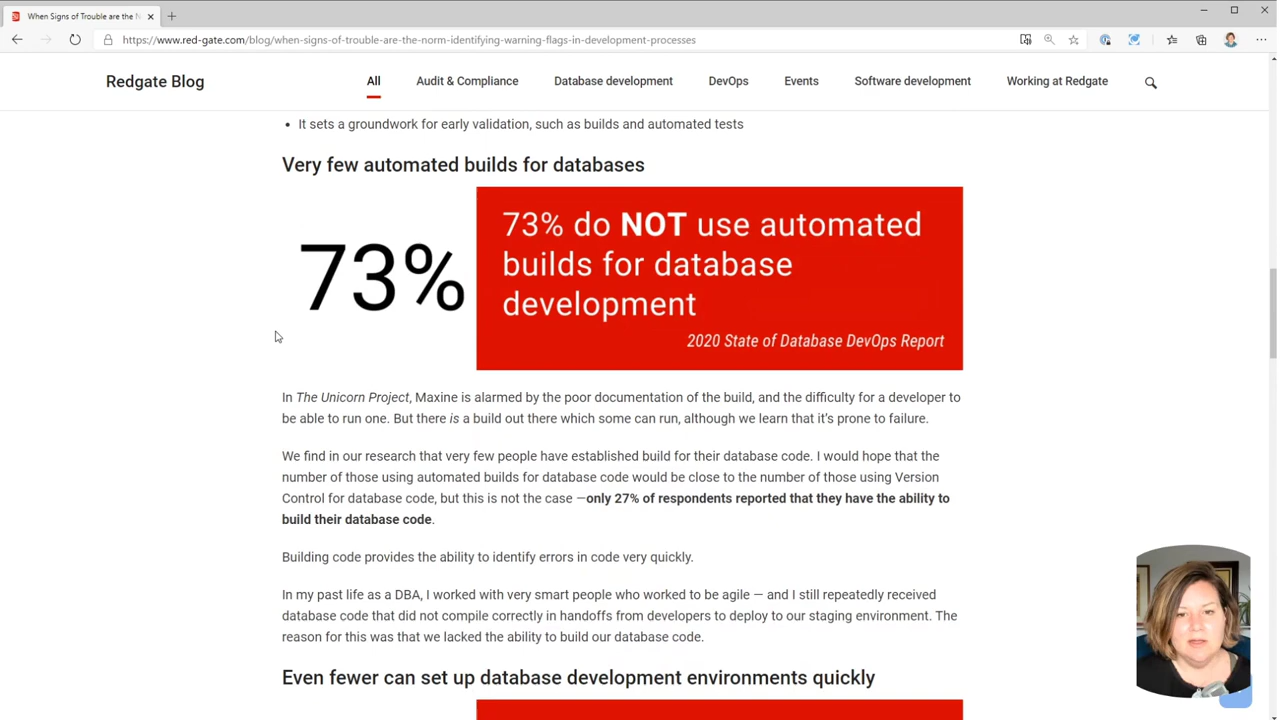 When Signs of Trouble are the N
https://www.red-gate.com/blog/when-signs-of-trouble-are-the-norm-identifying-warning-flags-in-development-processes
Redgate Blog
All
Audit & Compliance
Database development
DevOps
Events
Software development
Working at Redgate
• It sets a groundwork for early validation, such as builds and automated tests
Very few automated builds for databases
73%
73% do NOT use automated
builds for database
development
2020 State of Database DevOps Report
In The Unicorn Project, Maxine is alarmed by the poor documentation of the build, and the difficulty for a developer to
be able to run one. But there is a build out there which some can run, although we learn that it's prone to failure.
We find in our research that very few people have established build for their database code. I would hope that the
number of those using automated builds for database code would be close to the number of those using Version
Control for database code, but this is not the case —only 27% of respondents reported that they have the ability to
build their database code.
Building code provides the ability to identify errors in code very quickly.
In my past life as a DBA, I worked with very smart people who worked to be agile — and I still repeatedly received
database code that did not compile correctly in handoffs from developers to deploy to our staging environment. The
reason for this was that we lacked the ability to build our database code.
Even fewer can set up database development environments quickly